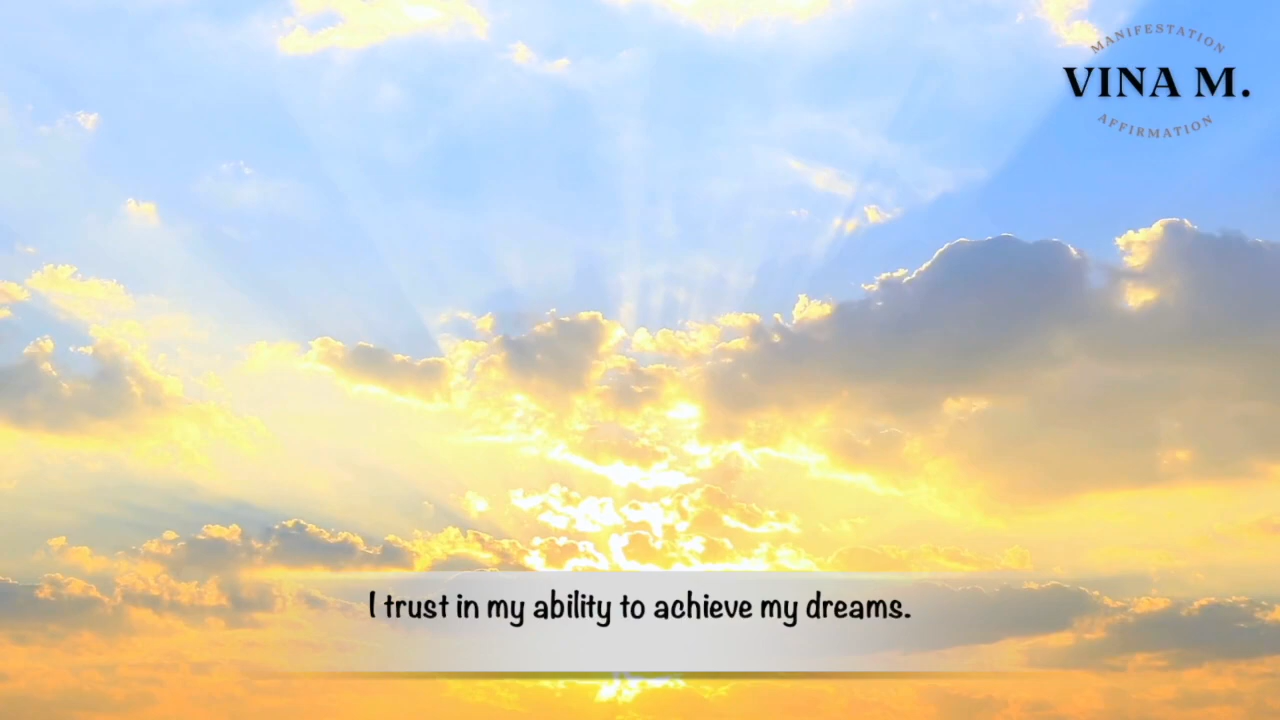 MANIFESTATION
VINA M.
AFFIRMATION
I trust in my ability to achieve my dreams.